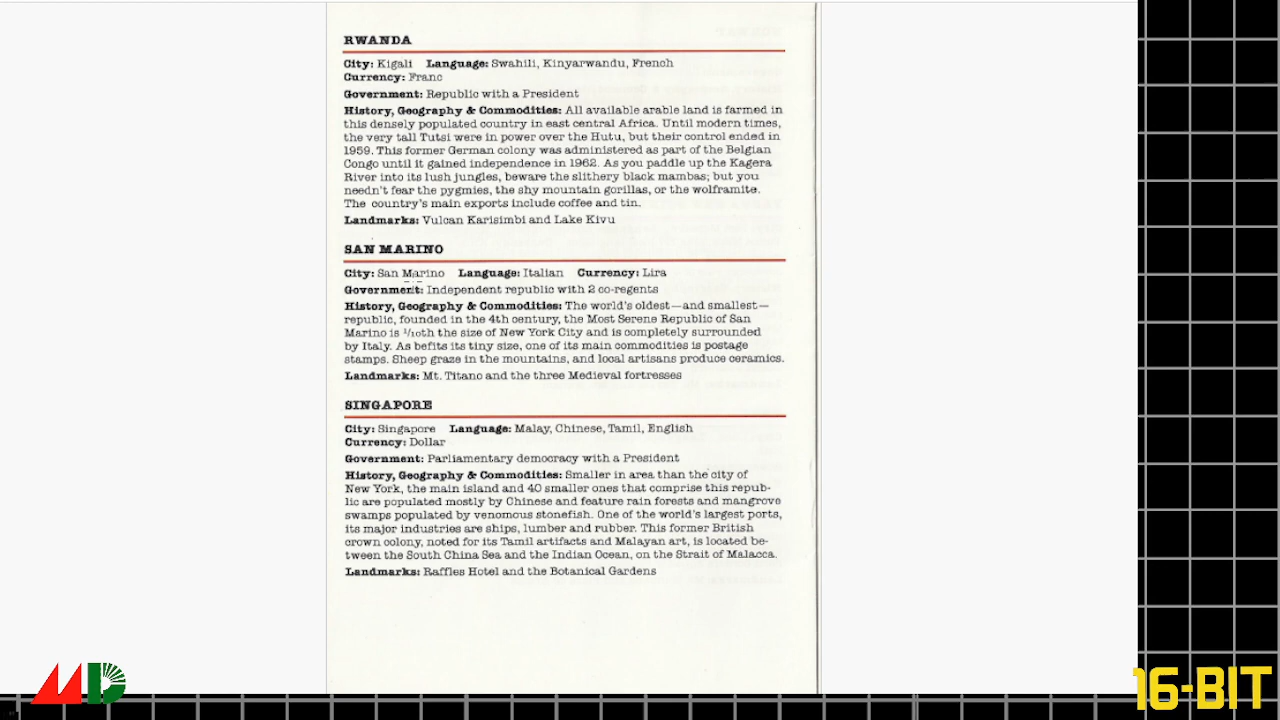 RWANDA
City: Kigali Language: Swahili, Kinyarwandu, French
Currency: Franc
Government: Republic with a President
History, Geography & Commodities: All available arable land is farmed in
this densely populated country in east central Africa. Until modern times,
the very tall Tutsi were in power over the Hutu, but their control ended in
1959. This former German colony was administered as part of the Belgian
Congo until it gained independence in 1962. As you paddle up the Kagera
River into its lush jungles, beware the slithery black mambas; but you
needn't fear the pygmies, the shy mountain gorillas, or the wolframite.
The country's main exports include coffee and tin.
Landmarks: Vulcan Karisimbi and Lake Kivu
SAN MARINO
City: San Marino Language: Italian Currency: Lira
Government: Independent republic with 2 co-regents
History, Geography & Commodities: The world's oldest—and smallest—
republic, founded in the 4th century, the Most Serene Republic of San
Marino is 1/10th the size of New York City and is completely surrounded
by Italy. As befits its tiny size, one of its main commodities is postage
stamps. Sheep graze in the mountains, and local artisans produce ceramics.
Landmarks: Mt. Titano and the three Medieval fortresses
SINGAPORE
City: Singapore Language: Malay, Chinese, Tamil, English
Currency: Dollar
Government: Parliamentary democracy with a President
History, Geography & Commodities: Smaller in area than the city of
New York, the main island and 40 smaller ones that comprise this repub-
lic are populated mostly by Chinese and feature rain forests and mangrove
swamps populated by venomous stonefish. One of the world's largest ports,
its major industries are ships, lumber and rubber. This former British
crown colony, noted for its Tamil artifacts and Malayan art, is located be-
tween the South China Sea and the Indian Ocean, on the Strait of Malacca.
Landmarks: Raffles Hotel and the Botanical Gardens
MD
16-BIT